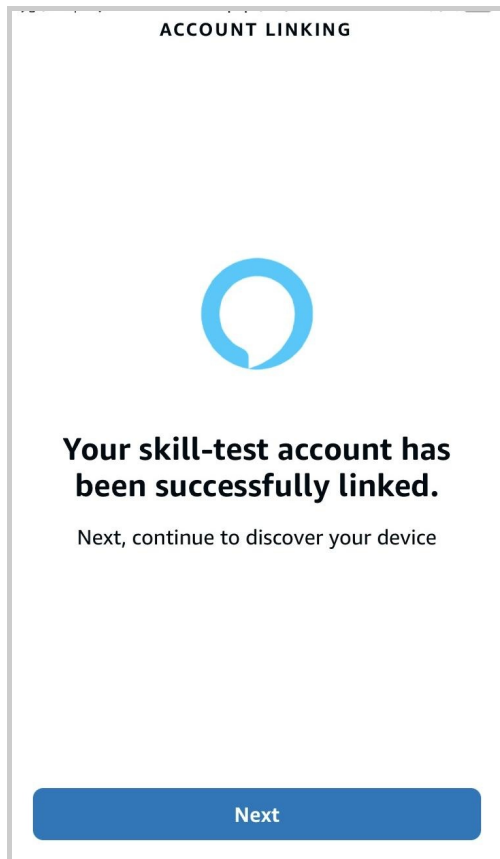 ACCOUNT LINKING
Your skill-test account has
been successfully linked.
Next, continue to discover your device
Next